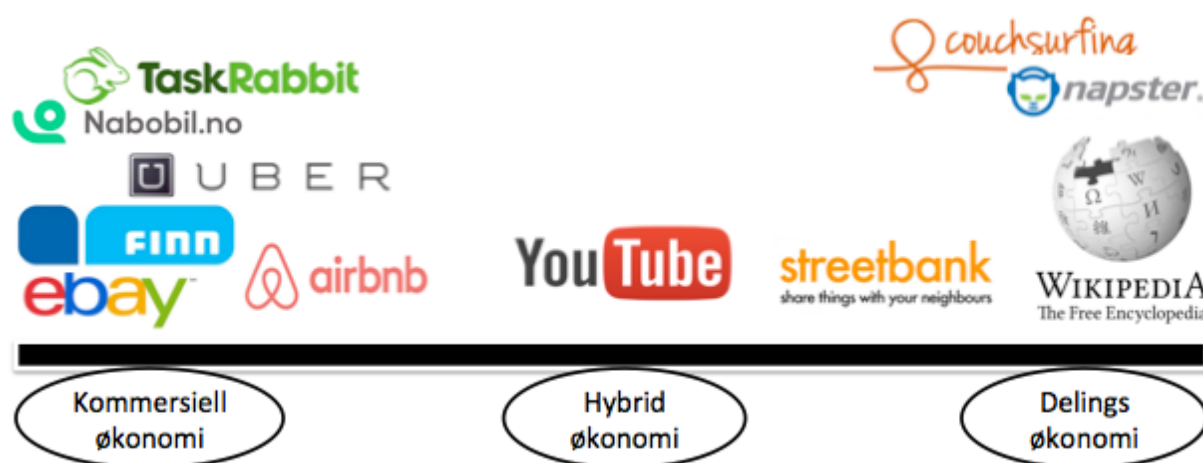 couchsurfing
napster.
TaskRabbit
Nabobil.no
UBER
FINN
ebay
airbnb
YouTube
streetbank
share things with your neighbours
WIKIPEDIA
The Free Encyclopedia
Kommersiell
økonomi
Hybrid
økonomi
Delings
økonomi